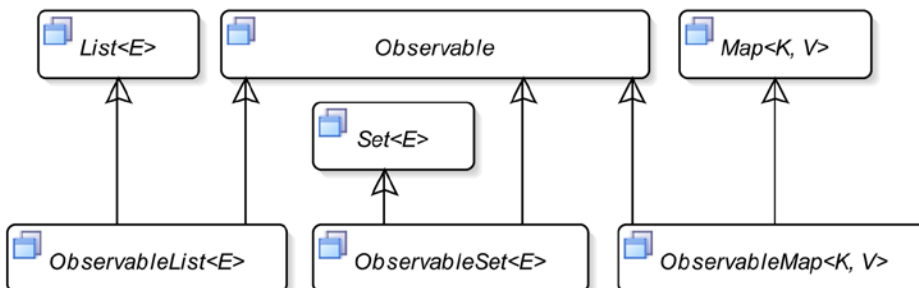 List<E>
Observable
Map<K, V>
Set<E>
ObservableList<E>
ObservableSet<E>
ObservableMap<K, V>